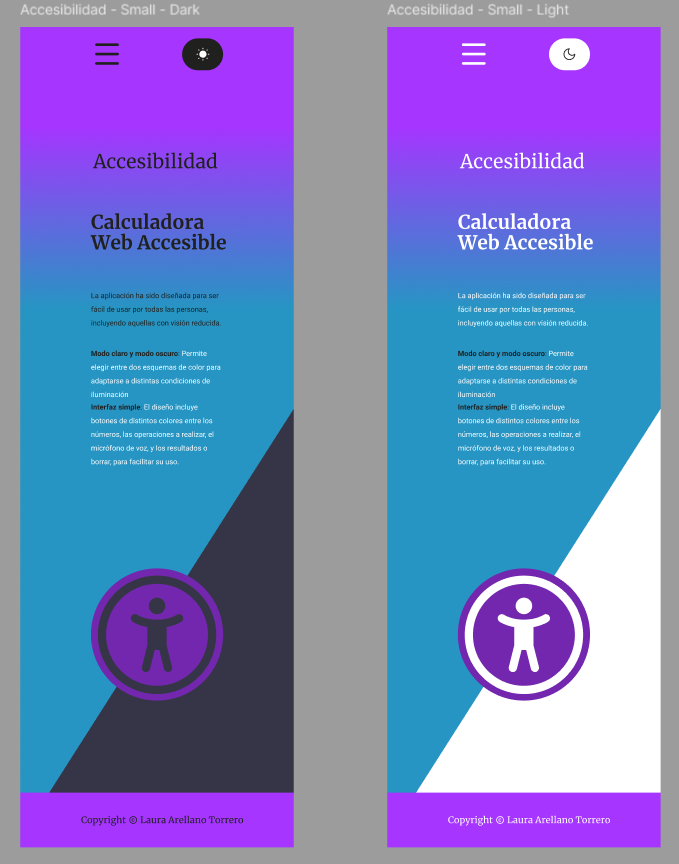 Accesibilidad - Small - Dark
Accesibilidad
Calculadora
Web Accesible
La aplicación ha sido diseñada para ser
fácil de usar por todas las personas,
incluyendo aquellas con visión reducida.
Modo claro y modo oscuro: Permite
elegir entre dos esquemas de color para
adaptarse a distintas condiciones de
iluminación
Interfaz simple: El diseño incluye
botones de distintos colores entre los
números, las operaciones a realizar, el
micrófono de voz, y los resultados o
borrar, para facilitar su uso.
Copyright © Laura Arellano Torrero
Accesibilidad - Small - Light
Accesibilidad
Calculadora
Web Accesible
La aplicación ha sido diseñada para ser
fácil de usar por todas las personas,
incluyendo aquellas con visión reducida.
Modo claro y modo oscuro: Permite
elegir entre dos esquemas de color para
adaptarse a distintas condiciones de
iluminación
Interfaz simple: El diseño incluye
botones de distintos colores entre los
números, las operaciones a realizar, el
micrófono de voz, y los resultados o
borrar, para facilitar su uso.
Copyright © Laura Arellano Torrero